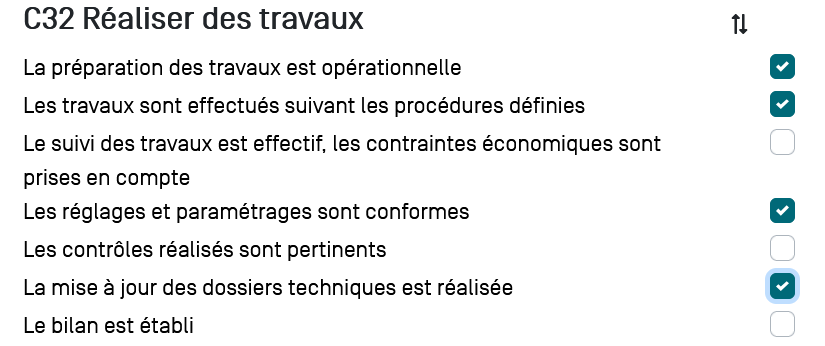 C32 Réaliser des travaux
La préparation des travaux est opérationnelle
Les travaux sont effectués suivant les procédures définies
Le suivi des travaux est effectif, les contraintes économiques sont
prises en compte
Les réglages et paramétrages sont conformes
Les contrôles réalisés sont pertinents
La mise à jour des dossiers techniques est réalisée
Le bilan est établi